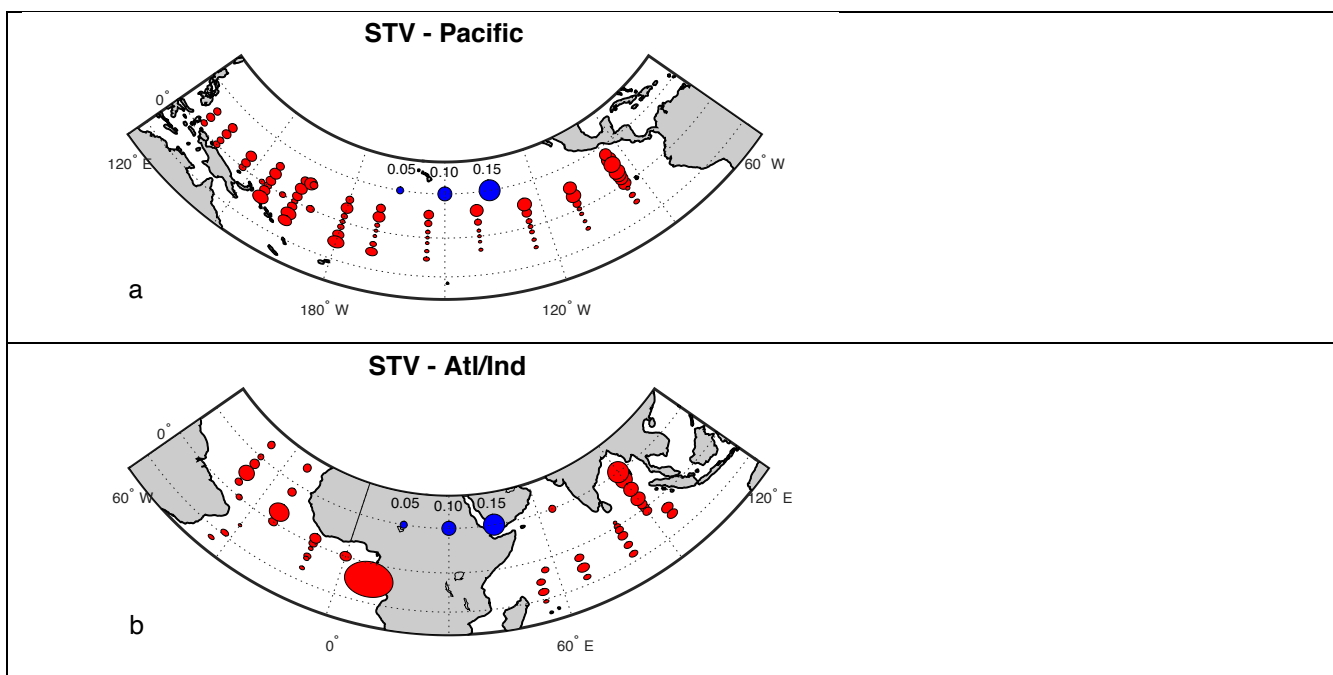 STV - Pacific
0°
120° E
0.05 0.10 0.15
60° W
a
180° W
120° W
STV - Atl/Ind
0°
60° W
0.05 0.10 0.15
120° E
b
0°
60° E